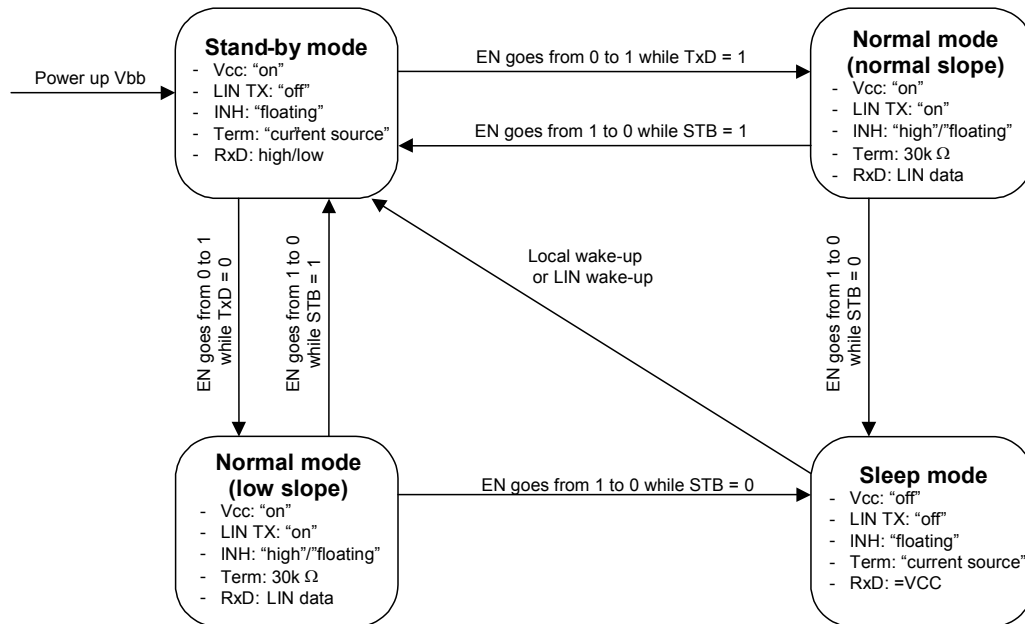 Power up Vbb
Stand-by mode
- Vcc: “on”
- LIN TX: “off”
- INH: “floating”
- Term: “current source”
- RxD: high/low
EN goes from 0 to 1 while TxD = 1
EN goes from 1 to 0 while STB = 1
Normal mode
(normal slope)
- Vcc: “on”
- LIN TX: “on”
- INH: “high”/”floating”
- Term: 30k Ω
- RxD: LIN data
EN goes from 0 to 1
while TxD = 0
EN goes from 1 to 0
while STB = 1
Local wake-up
or LIN wake-up
EN goes from 1 to 0
while STB = 0
Normal mode
(low slope)
- Vcc: “on”
- LIN TX: “on”
- INH: “high”/”floating”
- Term: 30k Ω
- RxD: LIN data
EN goes from 1 to 0 while STB = 0
Sleep mode
- Vcc: “off”
- LIN TX: “off”
- INH: “floating”
- Term: “current source”
- RxD: =VCC